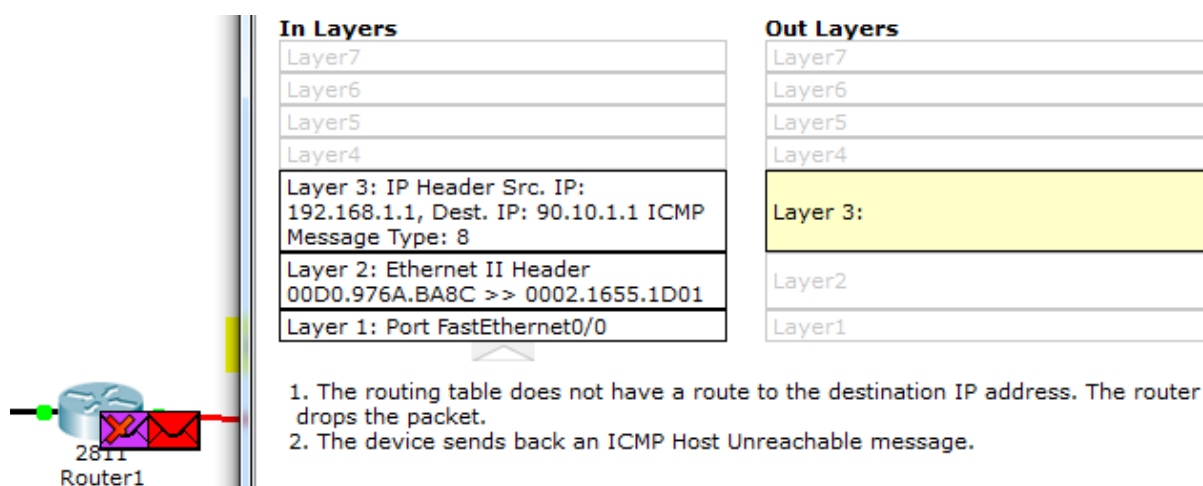 In Layers
Layer7
Layer6
Layer5
Layer4
Layer 3: IP Header Src. IP:
192.168.1.1, Dest. IP: 90.10.1.1 ICMP
Message Type: 8
Layer 2: Ethernet II Header
00D0.976A.BA8C >> 0002.1655.1D01
Layer 1: Port FastEthernet0/0
Out Layers
Layer7
Layer6
Layer5
Layer4
Layer 3:
Layer2
Layer1
1. The routing table does not have a route to the destination IP address. The router
drops the packet.
2. The device sends back an ICMP Host Unreachable message.
2811
Router1